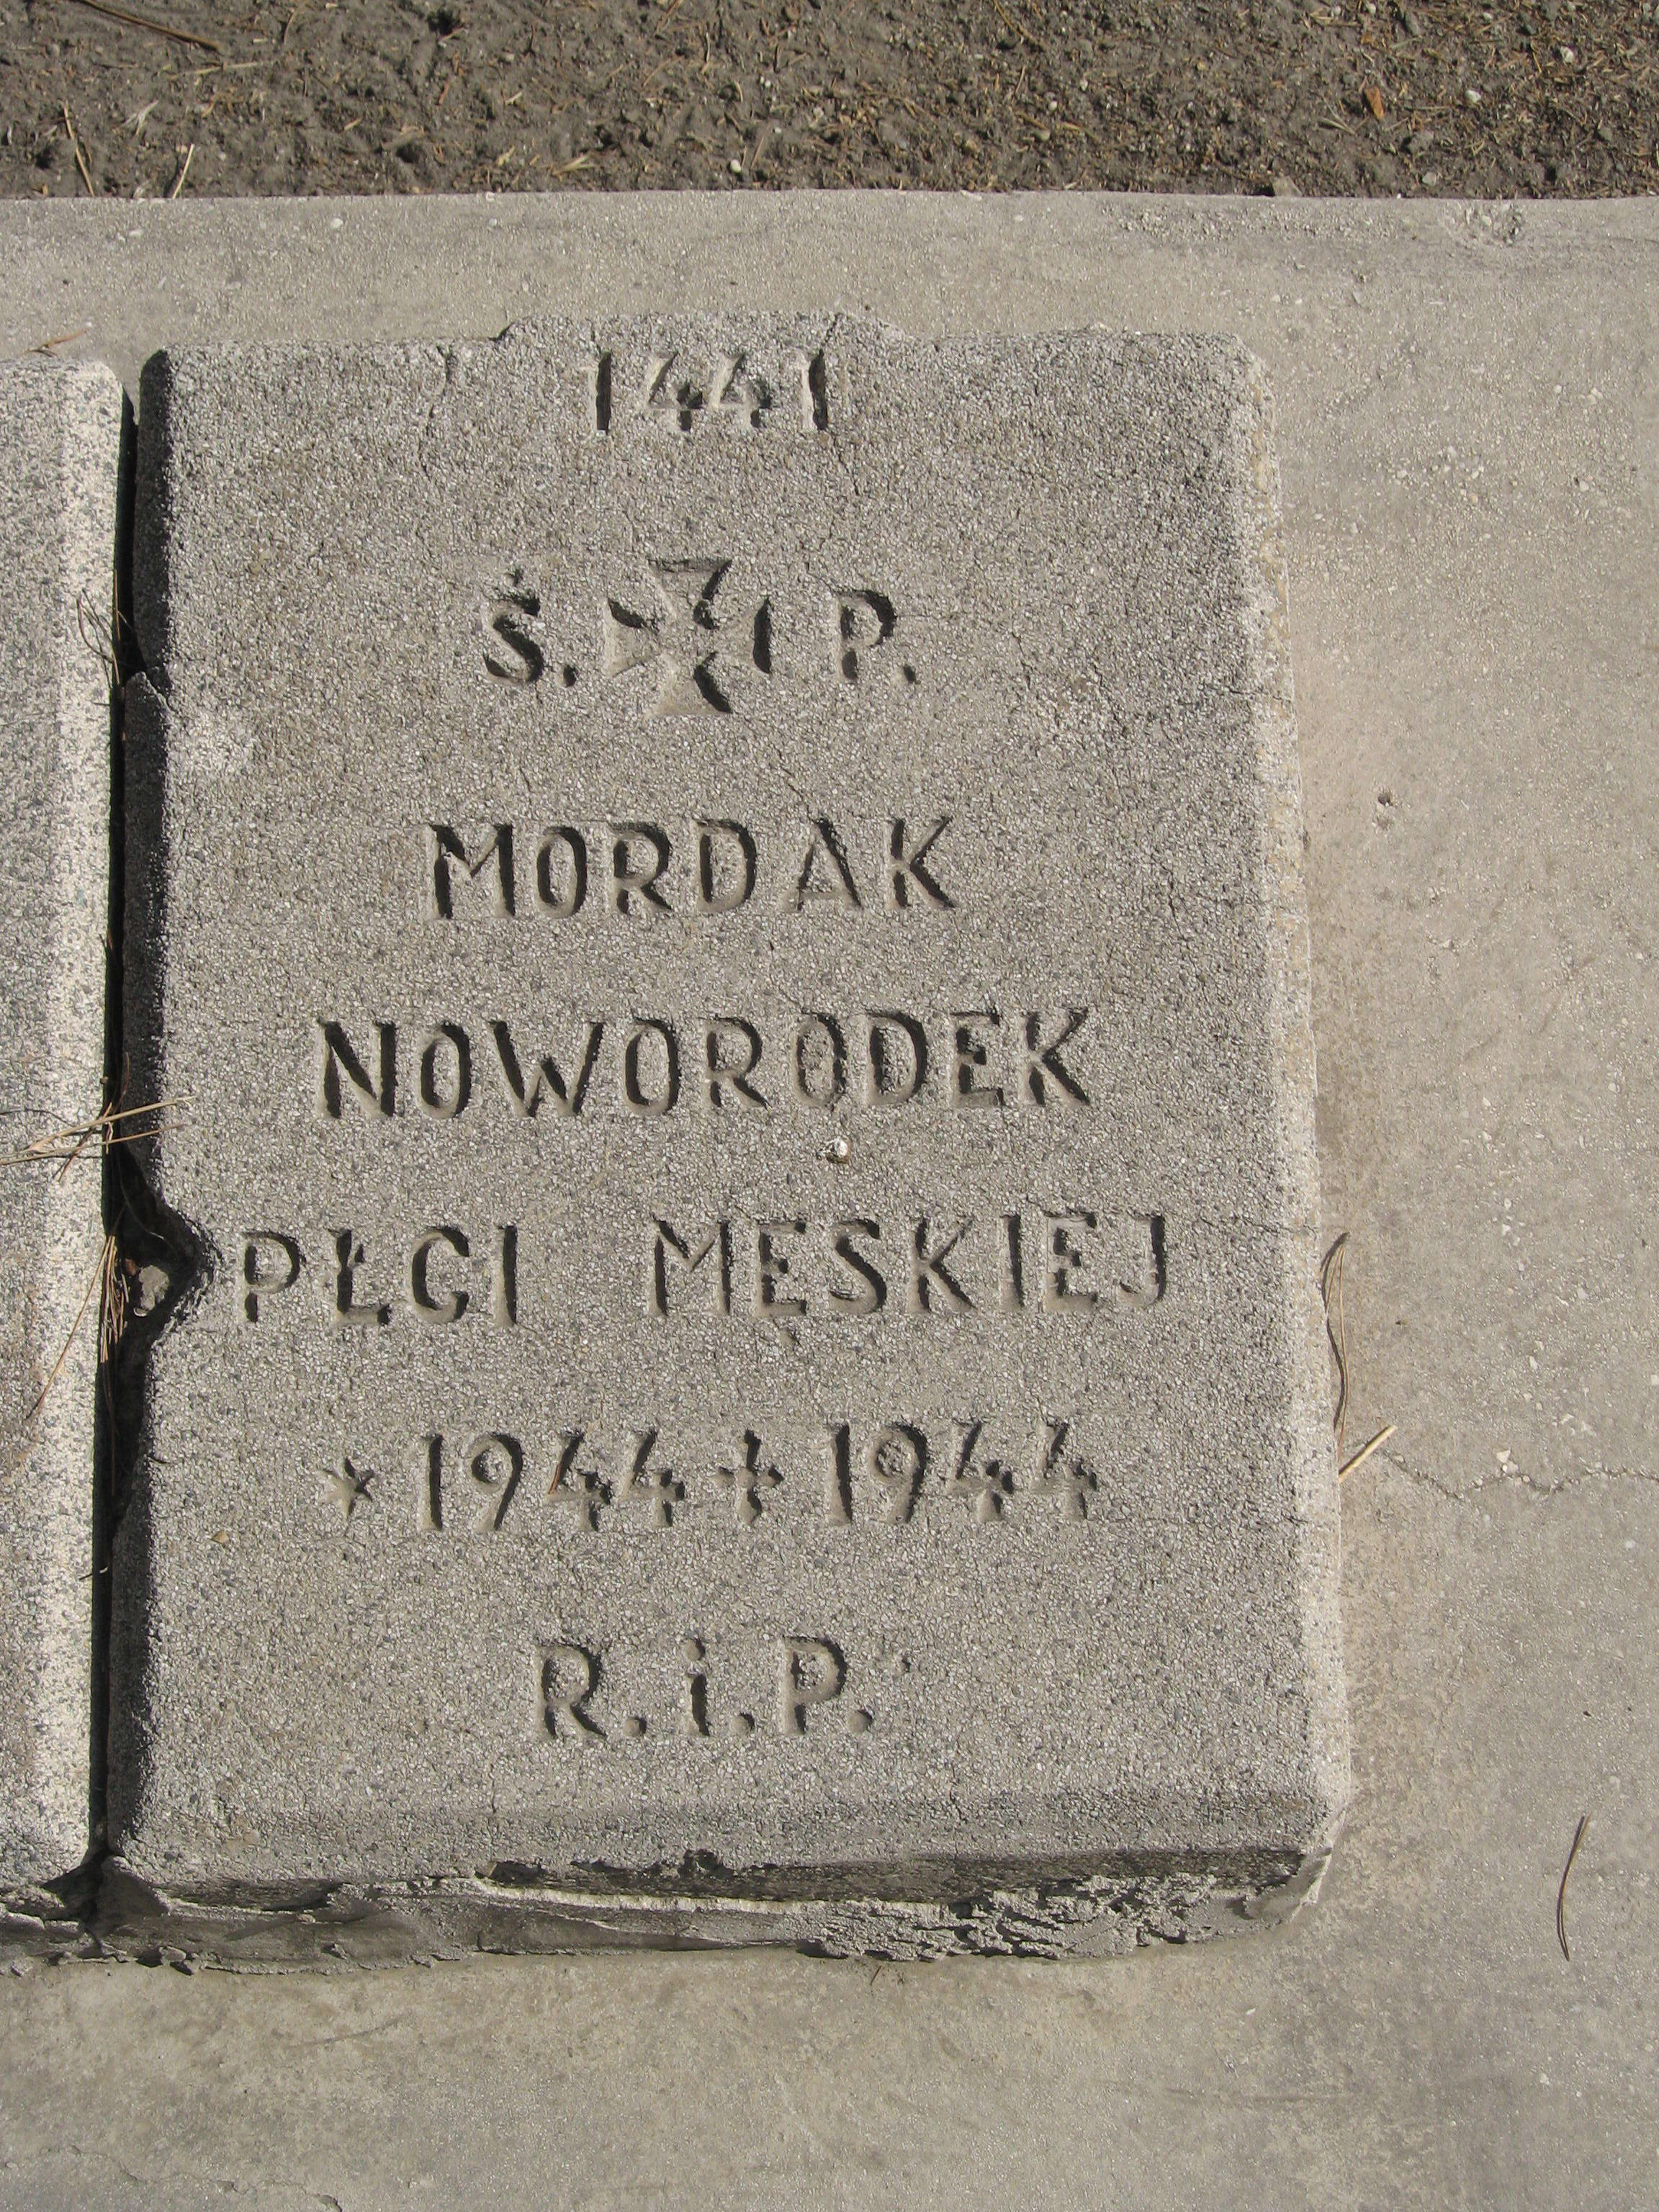 1441
Ś. ✠ P.
MORDAK
NOWORODEK
PŁCI MĘSKIEJ
* 1944 + 1944
R.i.P.